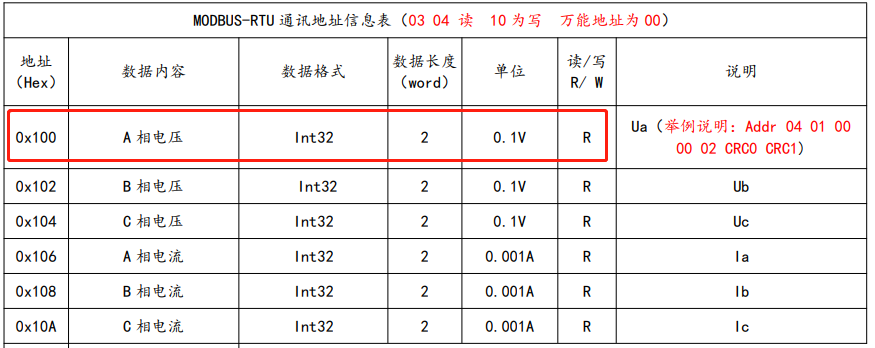 MODBUS-RTU 通讯地址信息表（03 04 读 10为写 万能地址为00）
地址（Hex） 数据内容 数据格式 数据长度（word） 单位 读/写 R/ W 说明
0x100 A 相电压 Int32 2 0.1V R Ua（举例说明：Addr 04 01 00 00 02 CRC0 CRC1）
0x102 B 相电压 Int32 2 0.1V R Ub
0x104 C 相电压 Int32 2 0.1V R Uc
0x106 A 相电流 Int32 2 0.001A R Ia
0x108 B 相电流 Int32 2 0.001A R Ib
0x10A C 相电流 Int32 2 0.001A R Ic